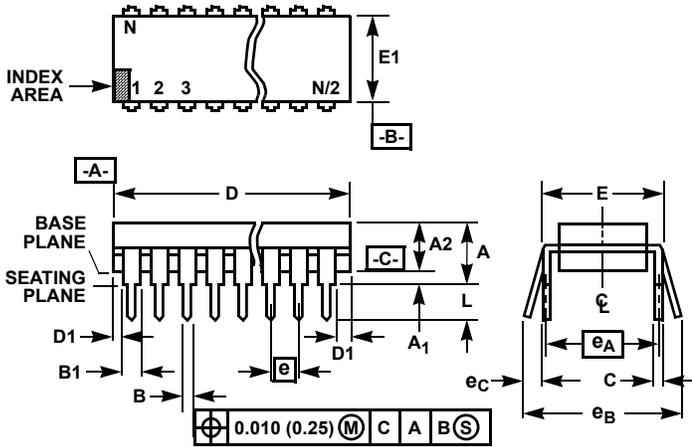 N
E1
INDEX
AREA
1 2 3 N/2
-B-
-A-
D
E
BASE
PLANE
A2
A
-C-
SEATING
PLANE
L
C L
D1
D1
A1
eA
B1
e
eC
C
B
eB
0.010 (0.25) M C A B S